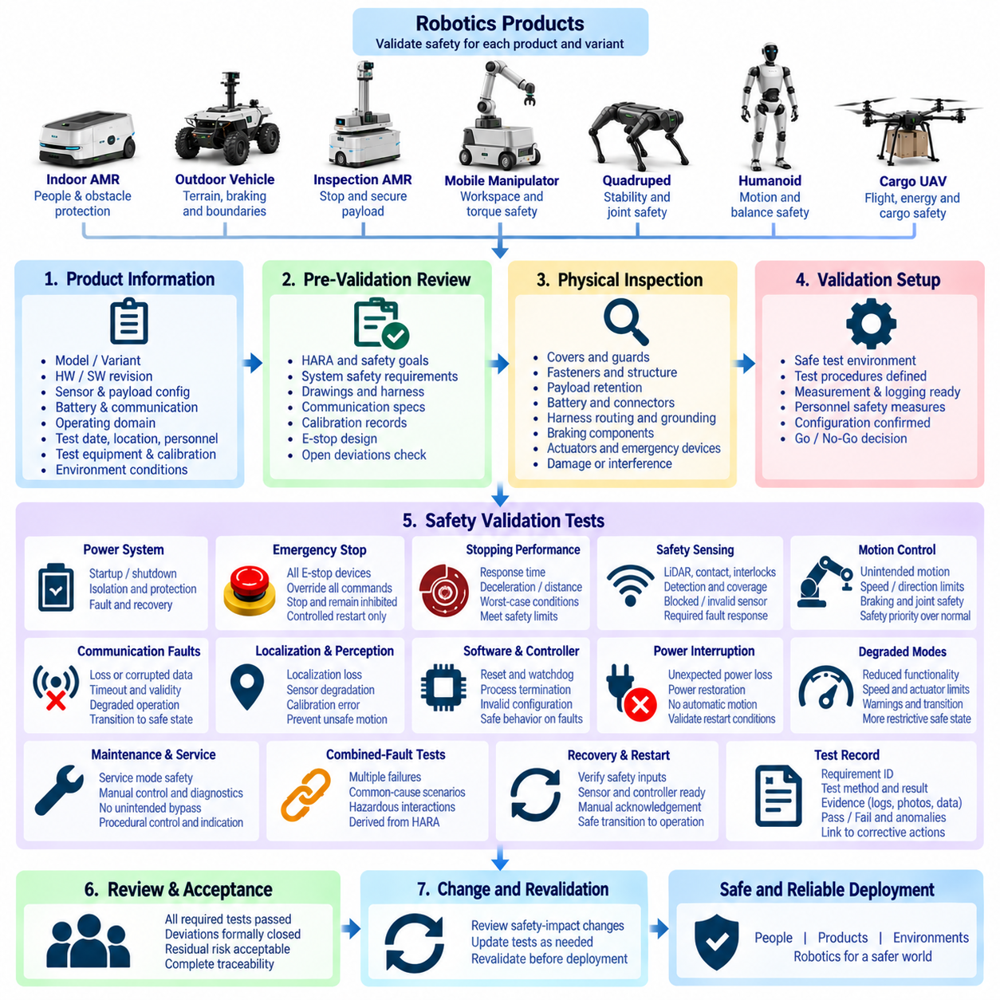 Robotics Products
Validate safety for each product and variant
Indoor AMR
People & obstacle
protection
Outdoor Vehicle
Terrain, braking
and boundaries
Inspection AMR
Stop and secure
payload
Mobile Manipulator
Workspace and
torque safety
Quadruped
Stability and
joint safety
Humanoid
Motion and
balance safety
Cargo UAV
Flight, energy and
cargo safety
1. Product Information
• Model / Variant
• HW / SW revision
• Sensor & payload config
• Battery & communication
• Operating domain
• Test date, location, personnel
• Test equipment & calibration
• Environment conditions
2. Pre-Validation Review
• HARA and safety goals
• System safety requirements
• Drawings and harness
• Communication specs
• Calibration records
• E-stop design
• Open deviations check
3. Physical Inspection
• Covers and guards
• Fasteners and structure
• Payload retention
• Battery and connectors
• Harness routing and grounding
• Braking components
• Actuators and emergency devices
• Damage or interference
4. Validation Setup
• Safe test environment
• Test procedures defined
• Measurement & logging ready
• Personnel safety measures
• Configuration confirmed
• Go / No-Go decision
5. Safety Validation Tests
Power System
Startup / shutdown
Isolation and protection
Fault and recovery
Emergency Stop
All E-stop devices
Override all commands
Stop and remain inhibited
Controlled restart only
Stopping Performance
Response time
Deceleration / distance
Worst-case conditions
Meet safety limits
Safety Sensing
LiDAR, contact, interlocks
Detection and coverage
Blocked / invalid sensor
Required fault response
Motion Control
Unintended motion
Speed / direction limits
Braking and joint safety
Safety priority over normal
Communication Faults
Loss or corrupted data
Timeout and validity
Degraded operation
Transition to safe state
Localization & Perception
Localization loss
Sensor degradation
Calibration error
Prevent unsafe motion
Software & Controller
Reset and watchdog
Process termination
Invalid configuration
Safe behavior on faults
Power Interruption
Unexpected power loss
Power restoration
No automatic motion
Validate restart conditions
Degraded Modes
Reduced functionality
Speed and actuator limits
Warnings and transition
More restrictive safe state
Maintenance & Service
Service mode safety
Manual control and diagnostics
No unintended bypass
Procedural control and indication
Combined-Fault Tests
Multiple failures
Common-cause scenarios
Hazardous interactions
Derived from HARA
Recovery & Restart
Verify safety inputs
Sensor and controller ready
Manual acknowledgement
Safe transition to operation
Test Record
Requirement ID
Test method and result
Evidence (logs, photos, data)
Pass / Fail and anomalies
Link to corrective actions
6. Review & Acceptance
All required tests passed
Deviations formally closed
Residual risk acceptable
Complete traceability
7. Change and Revalidation
Review safety-impact changes
Update tests as needed
Revalidate before deployment
Safe and Reliable Deployment
People | Products | Environments
Robotics for a safer world